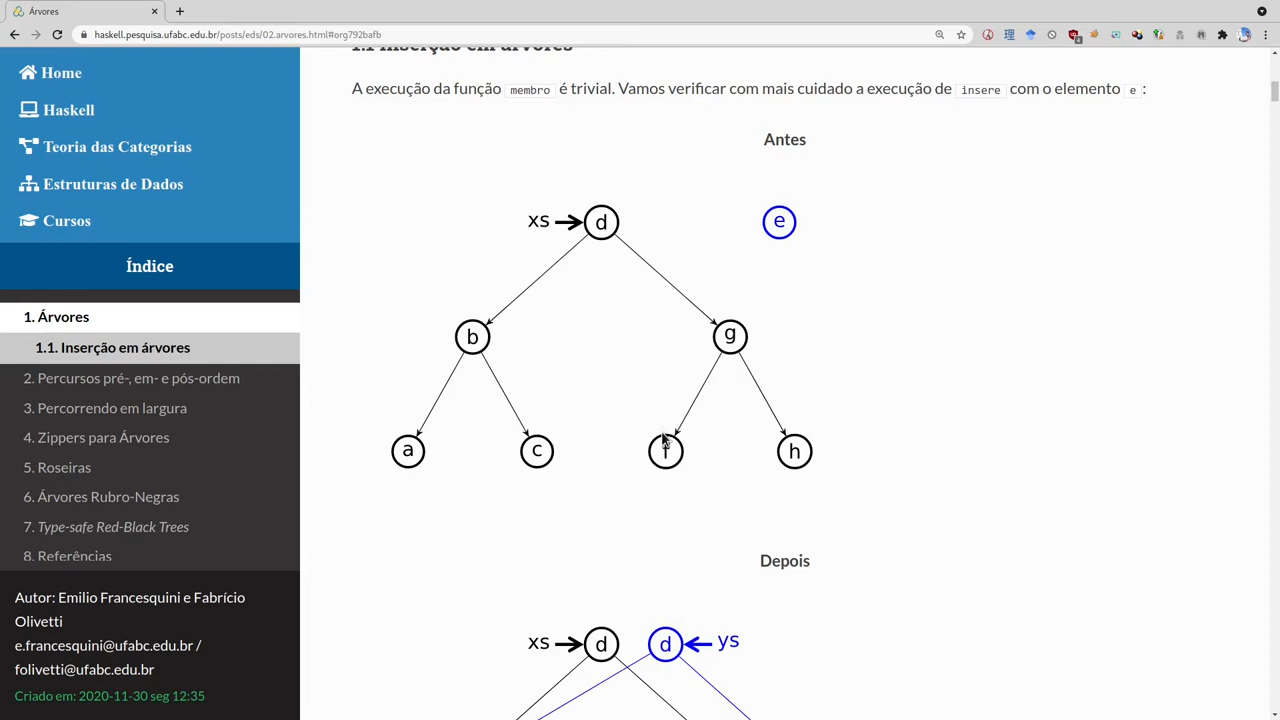 Árvores
haskell.pesquisa.ufabc.edu.br/posts/eds/02.arvores.html#org792bafb
Home
Haskell
Teoria das Categorias
Estruturas de Dados
Cursos
Índice
1. Árvores
1.1. Inserção em árvores
2. Percursos pré-, em- e pós-ordem
3. Percorrendo em largura
4. Zippers para Árvores
5. Roseiras
6. Árvores Rubro-Negras
7. Type-safe Red-Black Trees
8. Referências
Autor: Emilio Francesquini e Fabrício
Olivetti
e.francesquini@ufabc.edu.br /
folivetti@ufabc.edu.br
Criado em: 2020-11-30 seg 12:35
1.1 Inserção em árvores
A execução da função membro é trivial. Vamos verificar com mais cuidado a execução de insere com o elemento e :
Antes
xs d e
b g
a c f h
Depois
xs d d ys